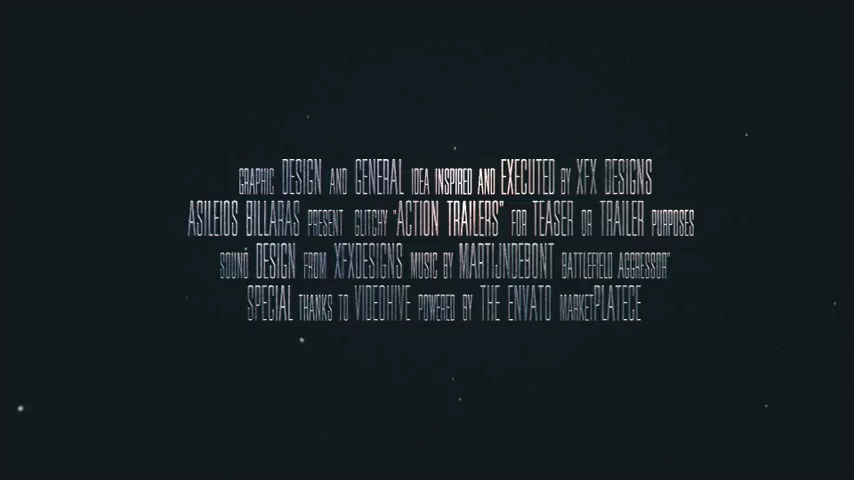 GRAPHIC DESIGN AND GENERAL IDEA INSPIRED AND EXECUTED BY XFX DESIGNS
ASILEIOS BILLARAS PRESENT GLITCHY "ACTION TRAILERS" FOR TEASER OR TRAILER PURPOSES
SOUND DESIGN FROM XFXDESIGNS MUSIC BY MARTIJNDEBONT BATTLEFIELD AGGRESSOR"
SPECIAL THANKS TO VIDEOHIVE POWERED BY THE ENVATO MARKETPLATECE